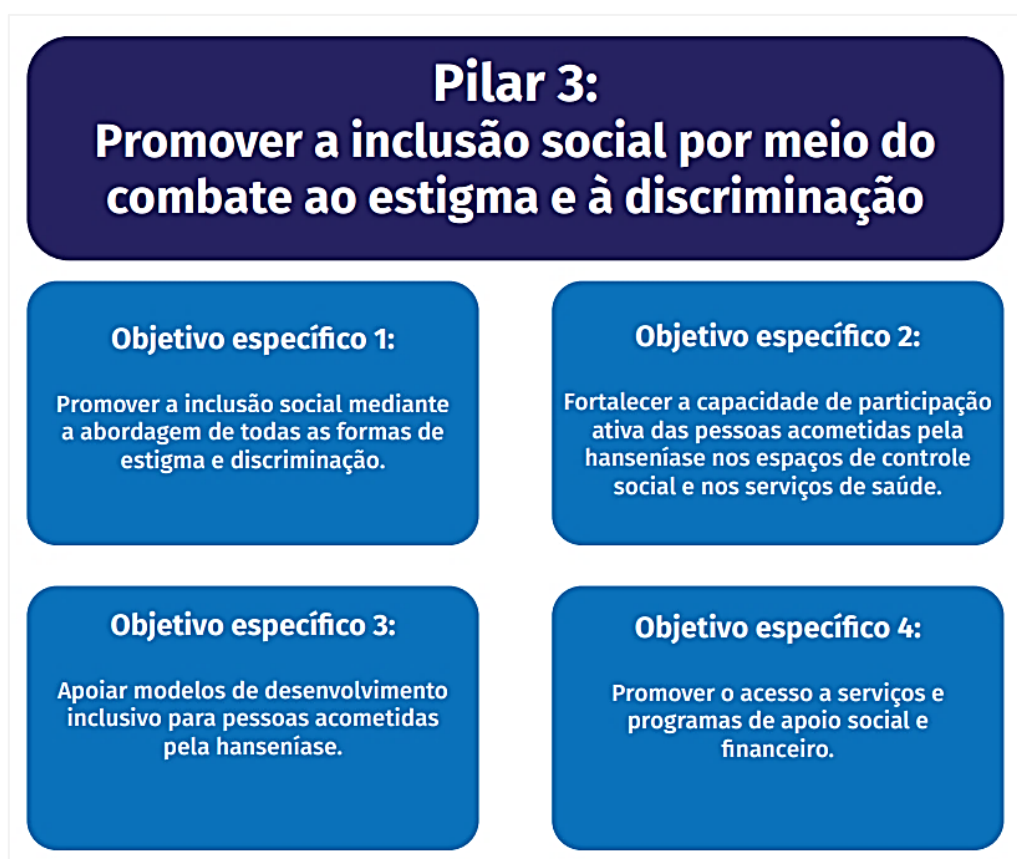 Pilar 3:
Promover a inclusão social por meio do
combate ao estigma e à discriminação
Objetivo específico 1:
Promover a inclusão social mediante
a abordagem de todas as formas de
estigma e discriminação.
Objetivo específico 2:
Fortalecer a capacidade de participação
ativa das pessoas acometidas pela
hanseníase nos espaços de controle
social e nos serviços de saúde.
Objetivo específico 3:
Apoiar modelos de desenvolvimento
inclusivo para pessoas acometidas
pela hanseníase.
Objetivo específico 4:
Promover o acesso a serviços e
programas de apoio social e
financeiro.